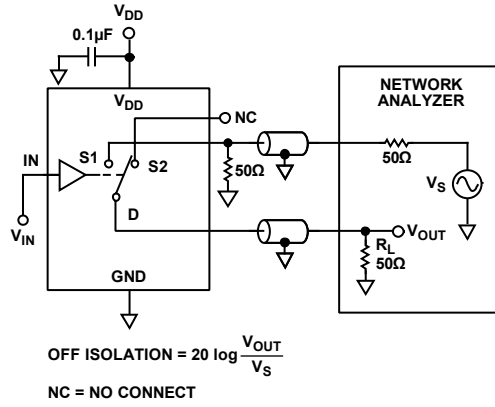 VDD
0.1µF
VDD
NC
NETWORK
ANALYZER
IN
S1
S2
50Ω
50Ω
VS
VIN
D
VOUT
RL
50Ω
GND
OFF ISOLATION = 20 log VOUT/VS
NC = NO CONNECT